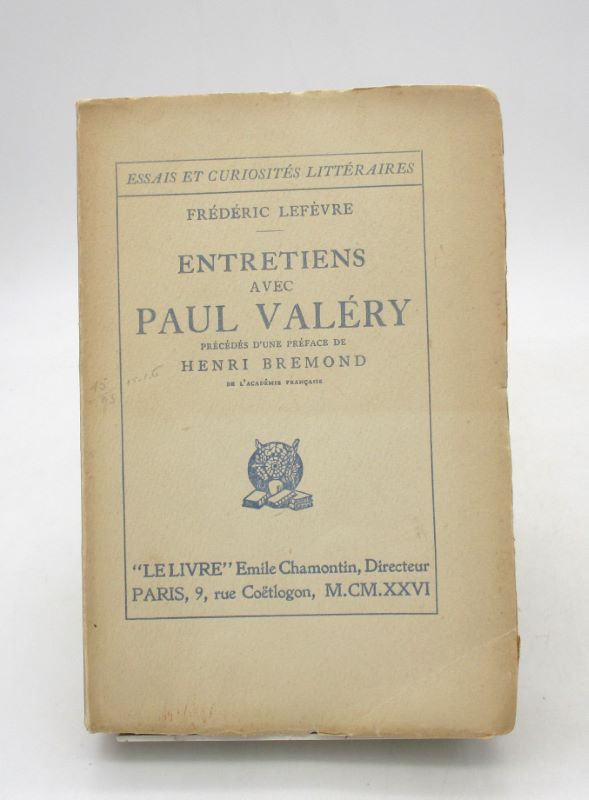 ESSAIS ET CURIOSITÉS LITTÉRAIRES
FRÉDÉRIC LEFÈVRE
ENTRETIENS
AVEC
PAUL VALÉRY
PRÉCÉDÉS D'UNE PRÉFACE DE
HENRI BREMOND
DE L'ACADÉMIE FRANÇAISE
"LE LIVRE" Emile Chamontin, Directeur
PARIS, 9, rue Coëtlogon, M.CM.XXVI